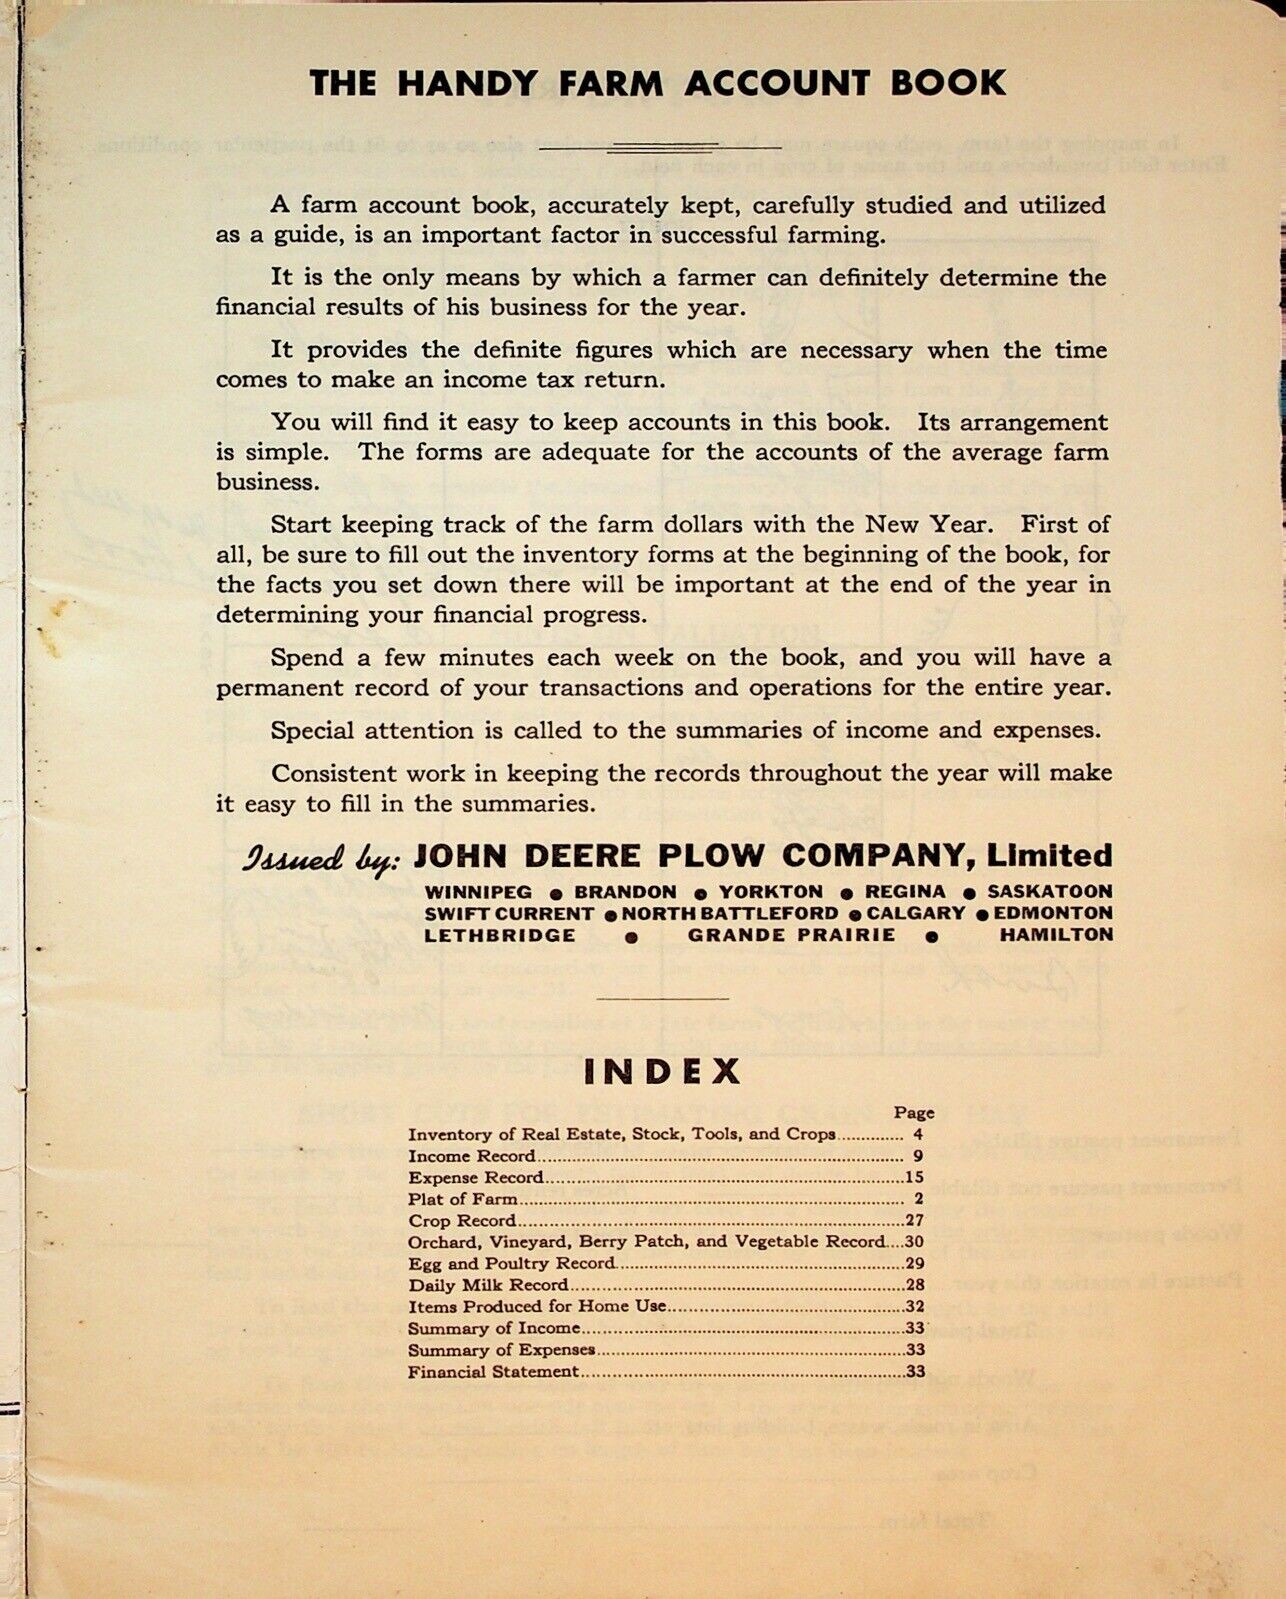 THE HANDY FARM ACCOUNT BOOK
A farm account book, accurately kept, carefully studied and utilized
as a guide, is an important factor in successful farming.
It is the only means by which a farmer can definitely determine the
financial results of his business for the year.
It provides the definite figures which are necessary when the time
comes to make an income tax return.
You will find it easy to keep accounts in this book. Its arrangement
is simple. The forms are adequate for the accounts of the average farm
business.
Start keeping track of the farm dollars with the New Year. First of
all, be sure to fill out the inventory forms at the beginning of the book, for
the facts you set down there will be important at the end of the year in
determining your financial progress.
Spend a few minutes each week on the book, and you will have a
permanent record of your transactions and operations for the entire year.
Special attention is called to the summaries of income and expenses.
Consistent work in keeping the records throughout the year will make
it easy to fill in the summaries.
Issued by: JOHN DEERE PLOW COMPANY, Limited
WINNIPEG ● BRANDON ● YORKTON ● REGINA ● SASKATOON
SWIFT CURRENT ● NORTH BATTLEFORD ● CALGARY ● EDMONTON
LETHBRIDGE ● GRANDE PRAIRIE ● HAMILTON
INDEX
Page
Inventory of Real Estate, Stock, Tools, and Crops.............. 4
Income Record.............. 9
Expense Record..............15
Plat of Farm.............. 2
Crop Record..............27
Orchard, Vineyard, Berry Patch, and Vegetable Record....30
Egg and Poultry Record..............29
Daily Milk Record..............28
Items Produced for Home Use..............32
Summary of Income..............33
Summary of Expenses..............33
Financial Statement..............33